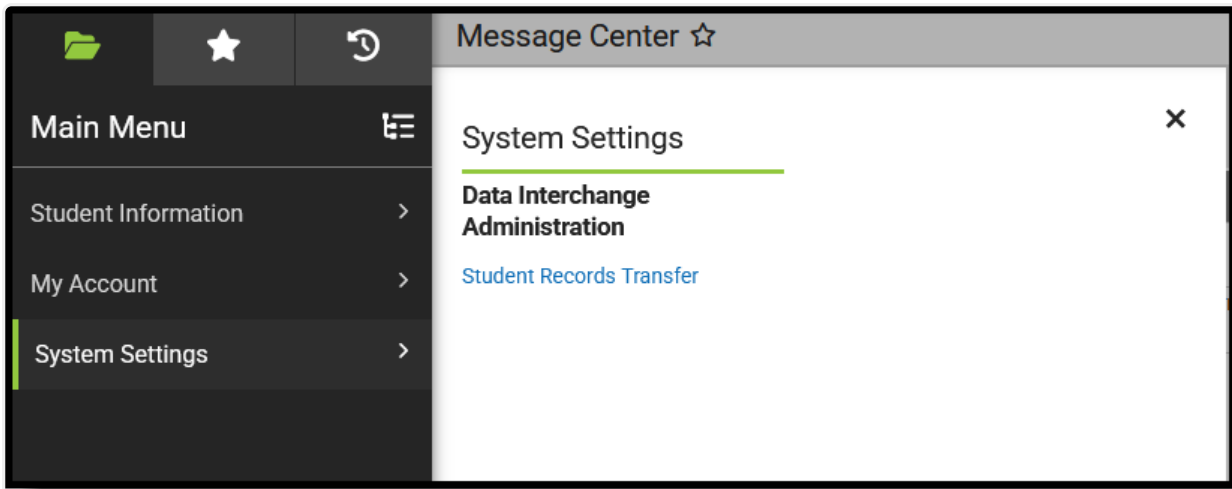 Message Center
Main Menu
Student Information
My Account
System Settings
System Settings
Data Interchange
Administration
Student Records Transfer